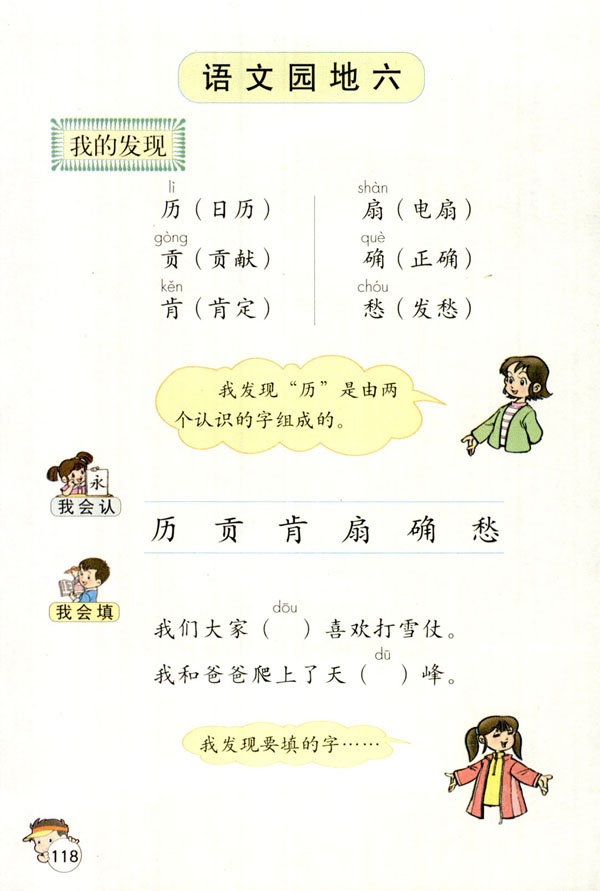 语文园地六
我的发现
lì shàn
历（日历） 扇（电扇）
gòng què
贡（贡献） 确（正确）
kěn chóu
肯（肯定） 愁（发愁）
我发现“历”是由两
个认识的字组成的。
永
我会认
历 贡 肯 扇 确 愁
我会填
dōu
我们大家（ ）喜欢打雪仗。
dū
我和爸爸爬上了天（ ）峰。
我发现要填的字……
118